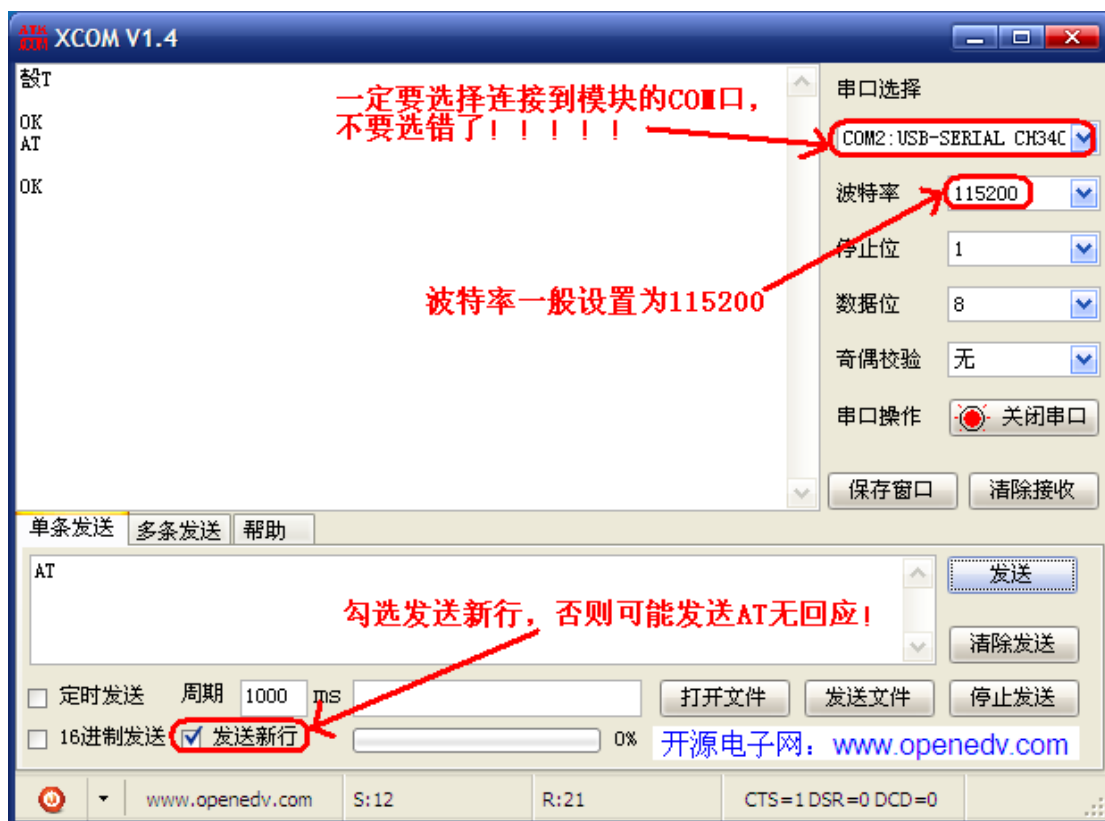 XCOM V1.4
嗀T
OK
AT
OK
一定要选择连接到模块的COM口,
不要选错了!!!!!
波特率一般设置为115200
串口选择
COM2:USB-SERIAL CH340
波特率 115200
停止位 1
数据位 8
奇偶校验 无
串口操作 关闭串口
保存窗口 清除接收
单条发送 多条发送 帮助
AT
勾选发送新行,否则可能发送AT无回应!
发送
清除发送
定时发送 周期 1000 ms 打开文件 发送文件 停止发送
16进制发送 发送新行 0% 开源电子网:www.openedv.com
www.openedv.com S:12 R:21 CTS=1 DSR=0 DCD=0